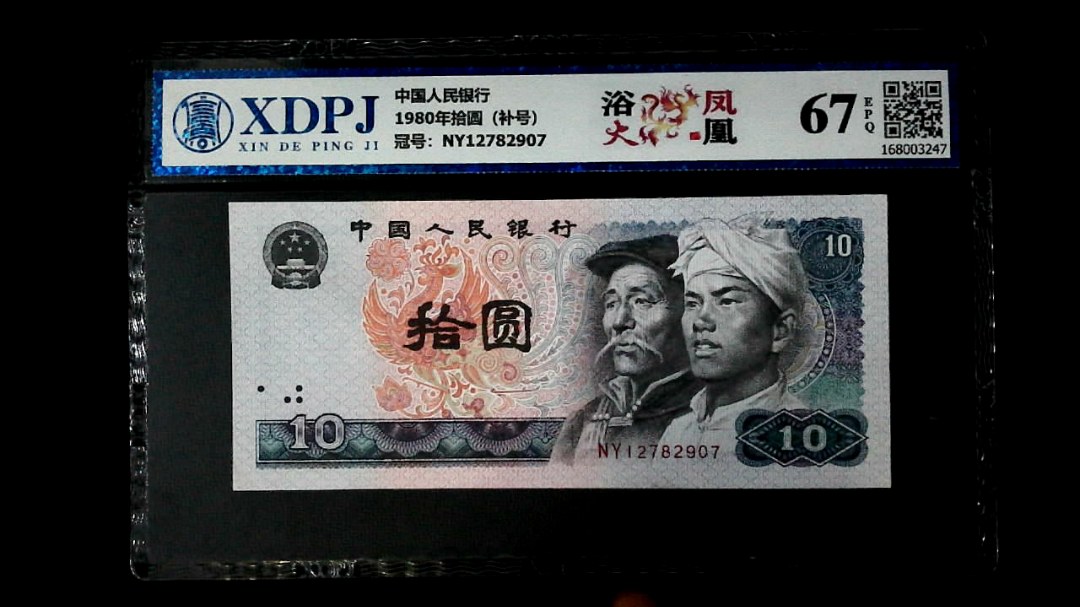 XDPJ
XIN DE PING JI
中国人民银行
1980年拾圆（补号）
冠号：NY12782907
浴火凤凰
67
EPQ
168003247
中国人民银行
10
拾圆
10
NY12782907
10